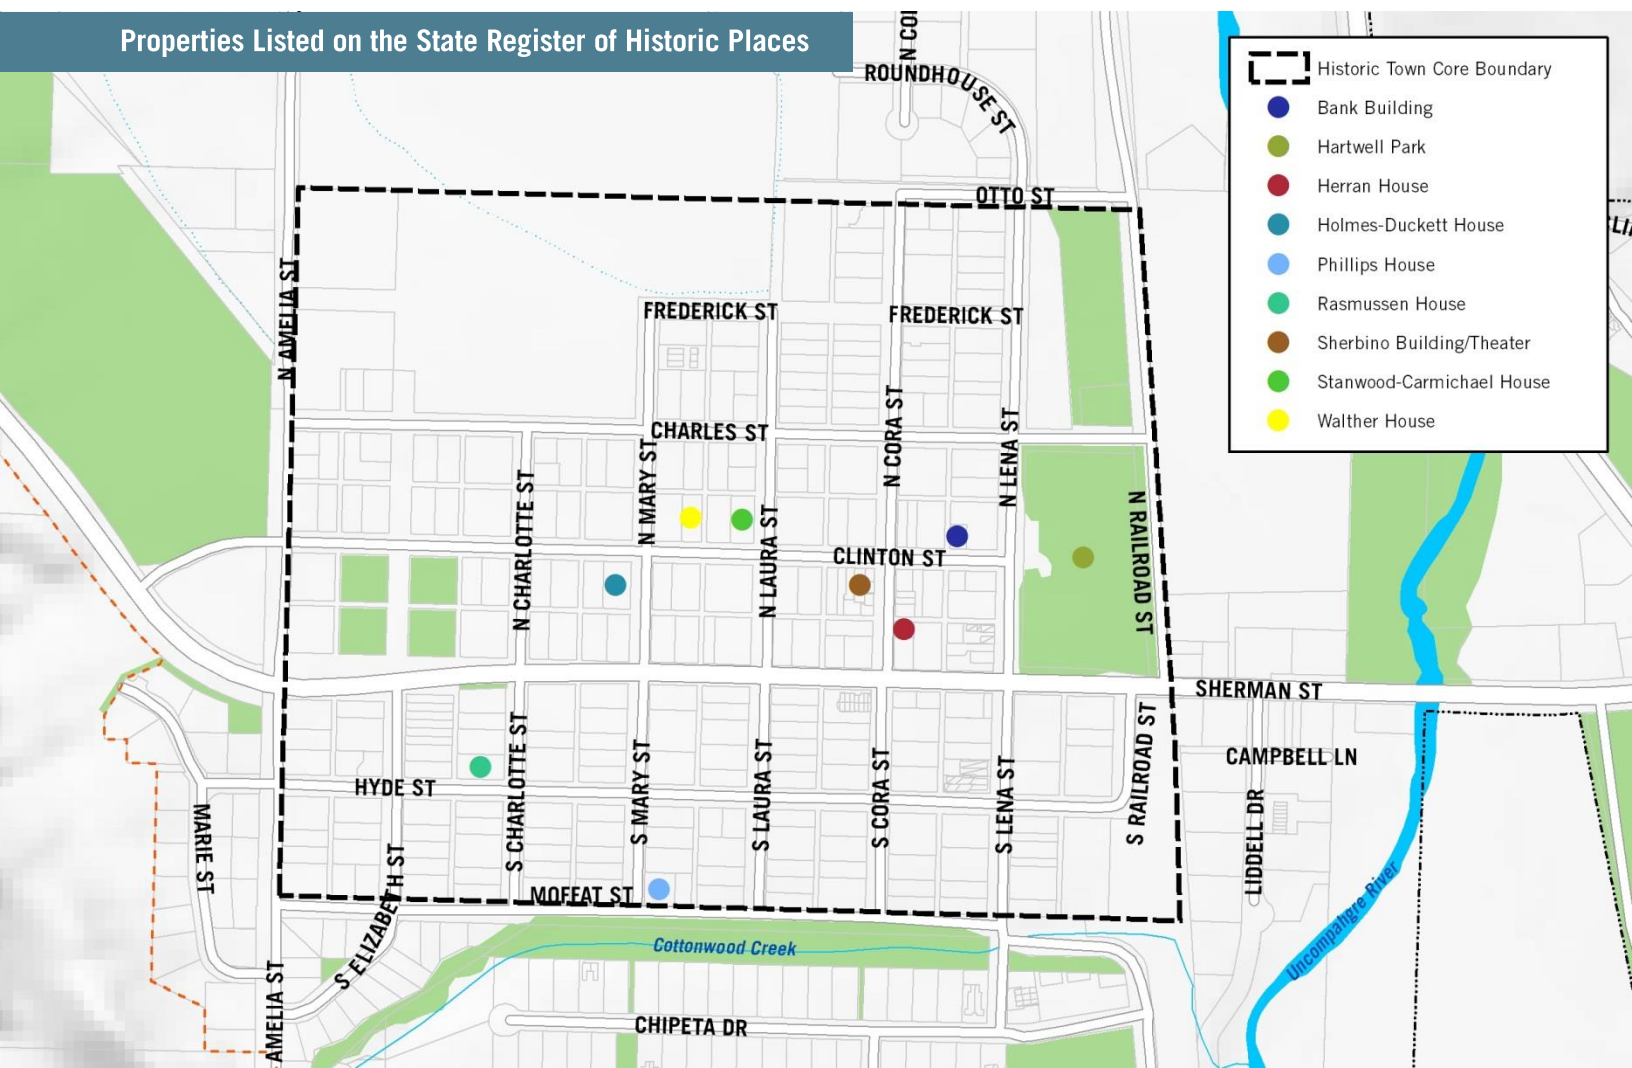 Properties Listed on the State Register of Historic Places
N CO
ROUNDHOUSE ST
Historic Town Core Boundary
Bank Building
Hartwell Park
Herran House
Holmes-Duckett House
Phillips House
Rasmussen House
Sherbino Building/Theater
Stanwood-Carmichael House
Walther House
OTTO ST
N AMELIA ST
FREDERICK ST
FREDERICK ST
CHARLES ST
N CORA ST
N LENA ST
N MARY ST
N CHARLOTTE ST
N LAURA ST
N RAILROAD ST
CLINTON ST
SHERMAN ST
CAMPBELL LN
HYDE ST
S CHARLOTTE ST
S MARY ST
S LAURA ST
S CORA ST
S LENA ST
S RAILROAD ST
LIDDELL DR
MARIE ST
S ELIZABETH ST
MOFFAT ST
Cottonwood Creek
Uncompahgre River
AMELIA ST
CHIPETA DR